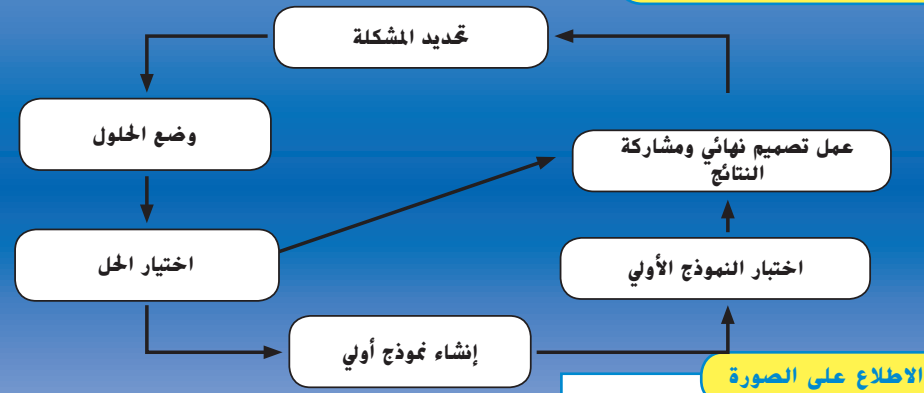 تحديد المشكلة
وضع الحلول
عمل تصميم نهائي ومشاركة
النتائج
اختيار الحل
اختبار النموذج الأولي
إنشاء نموذج أولي
الاطلاع على الصورة